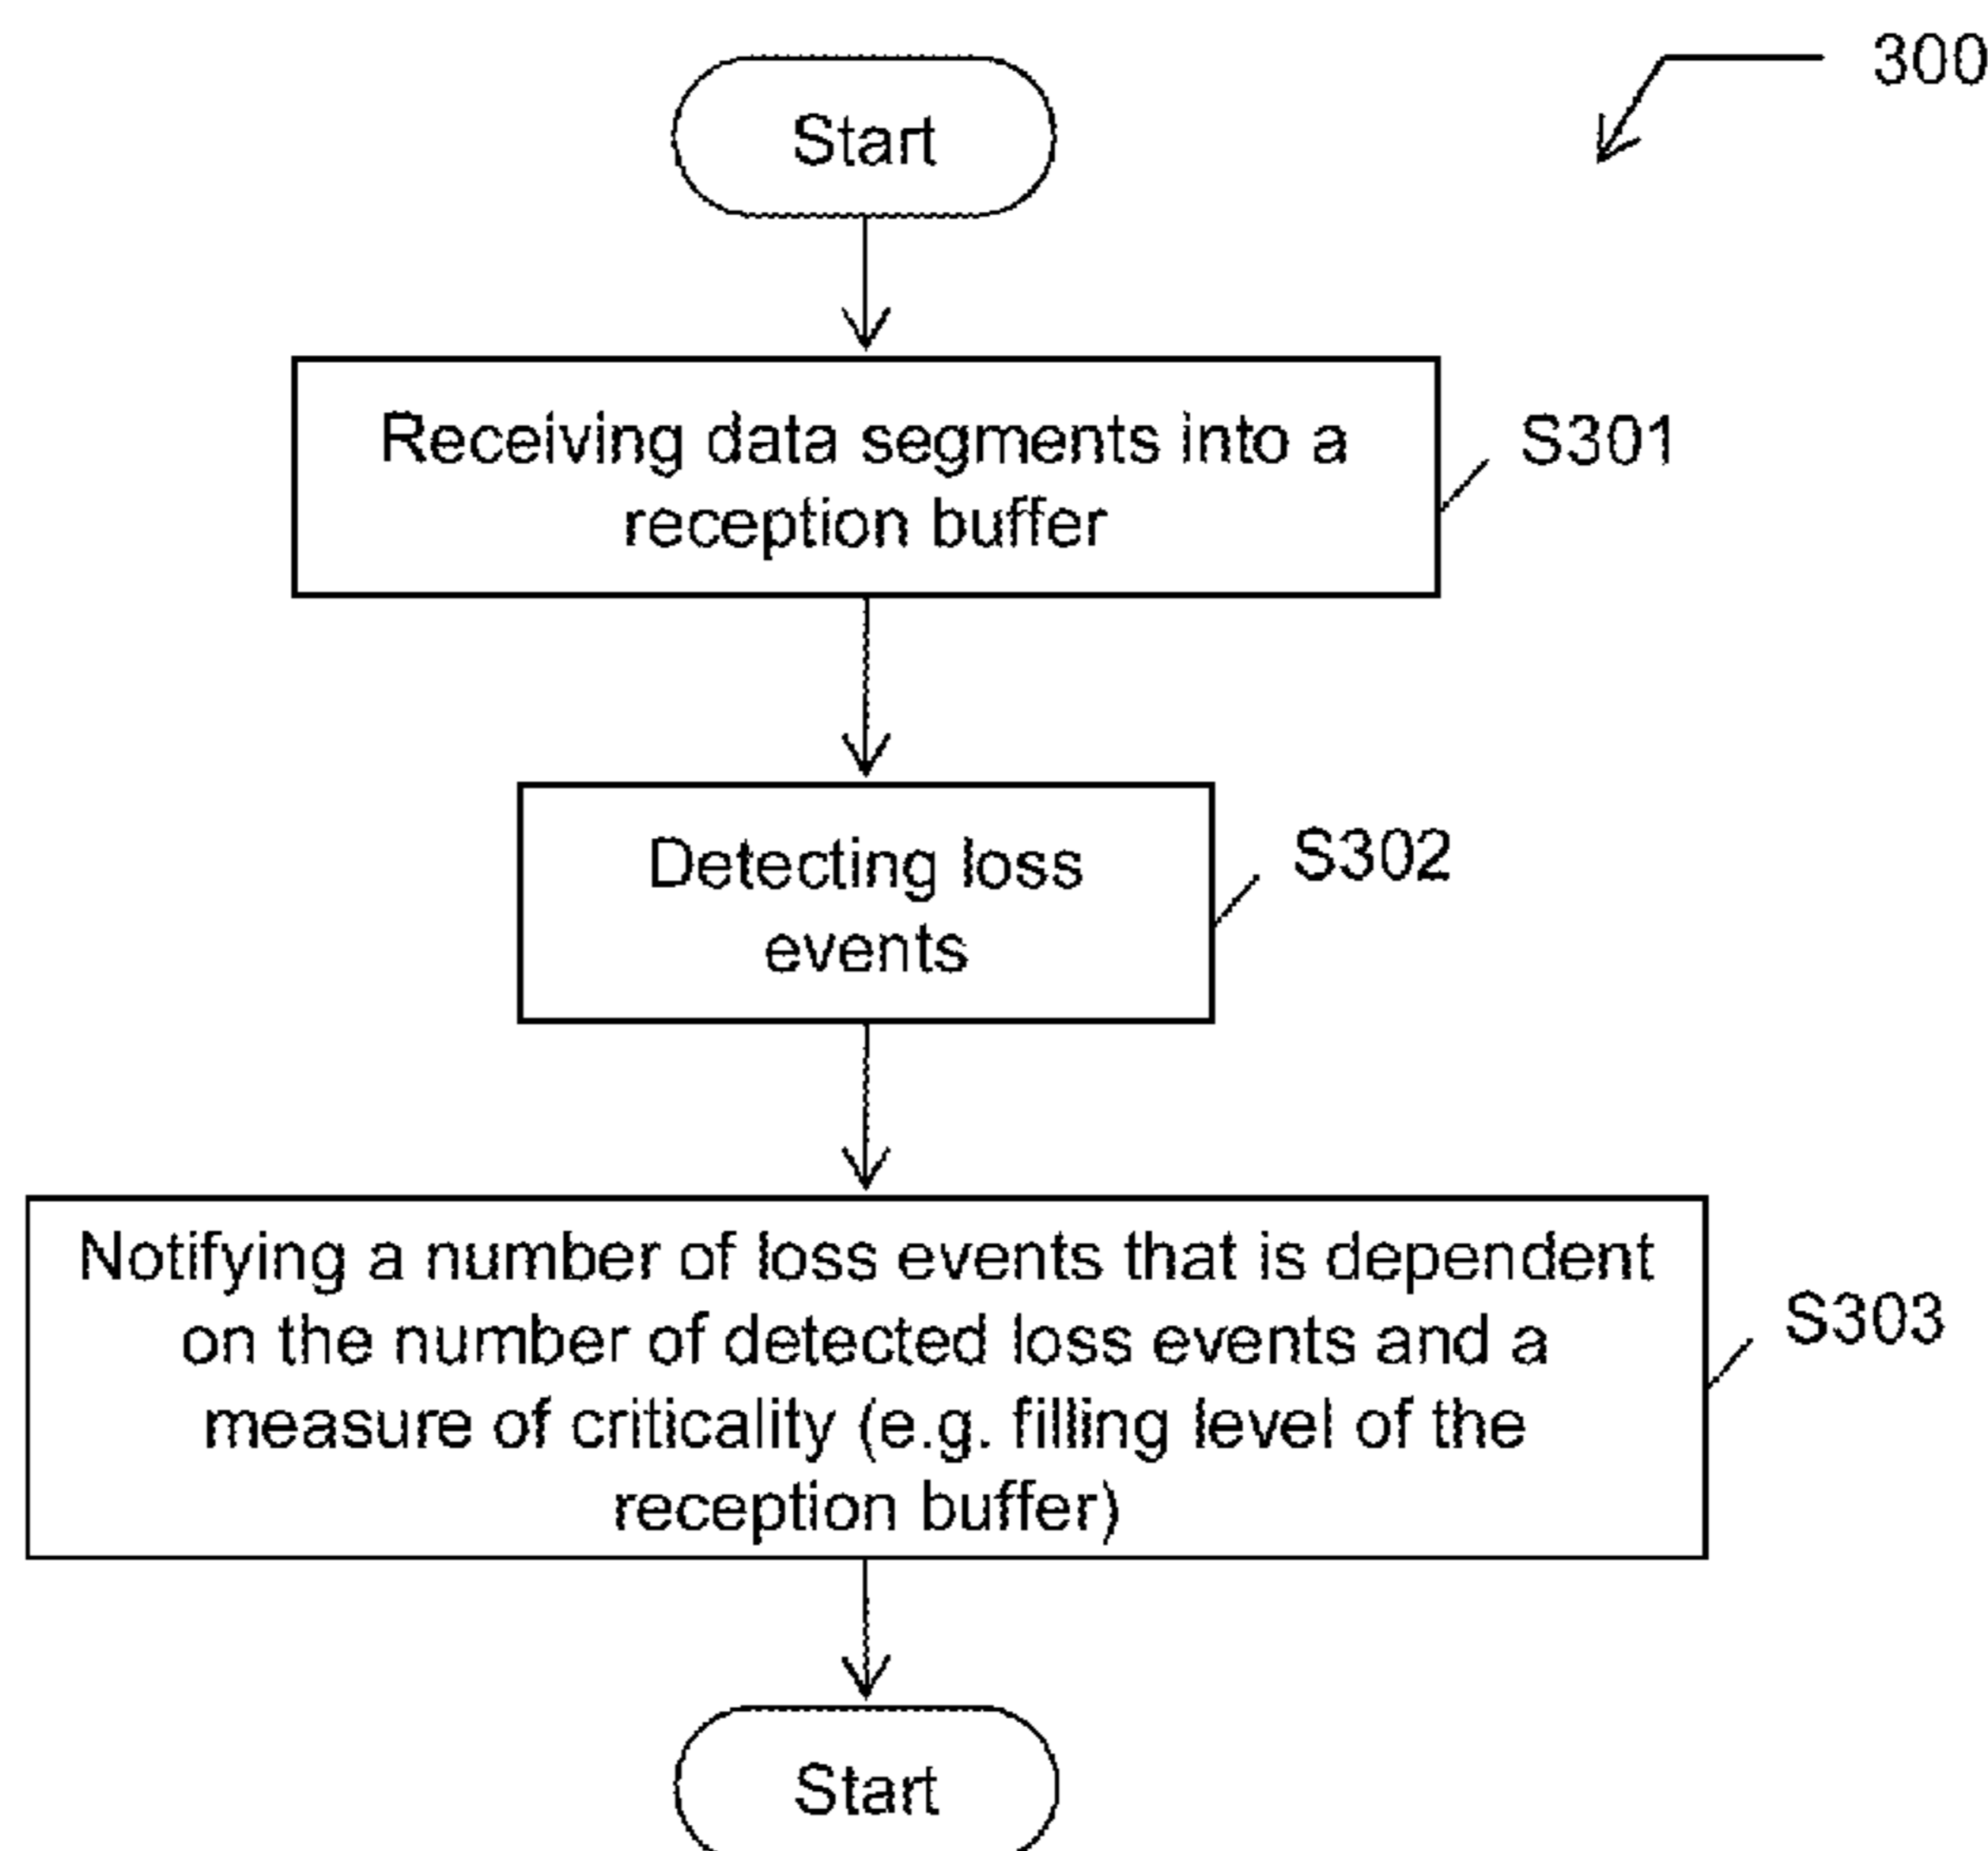 300
Start
Receiving data segments into a
reception buffer
S301
Detecting loss
events
S302
Notifying a number of loss events that is dependent
on the number of detected loss events and a
measure of criticality (e.g. filling level of the
reception buffer)
S303
Start